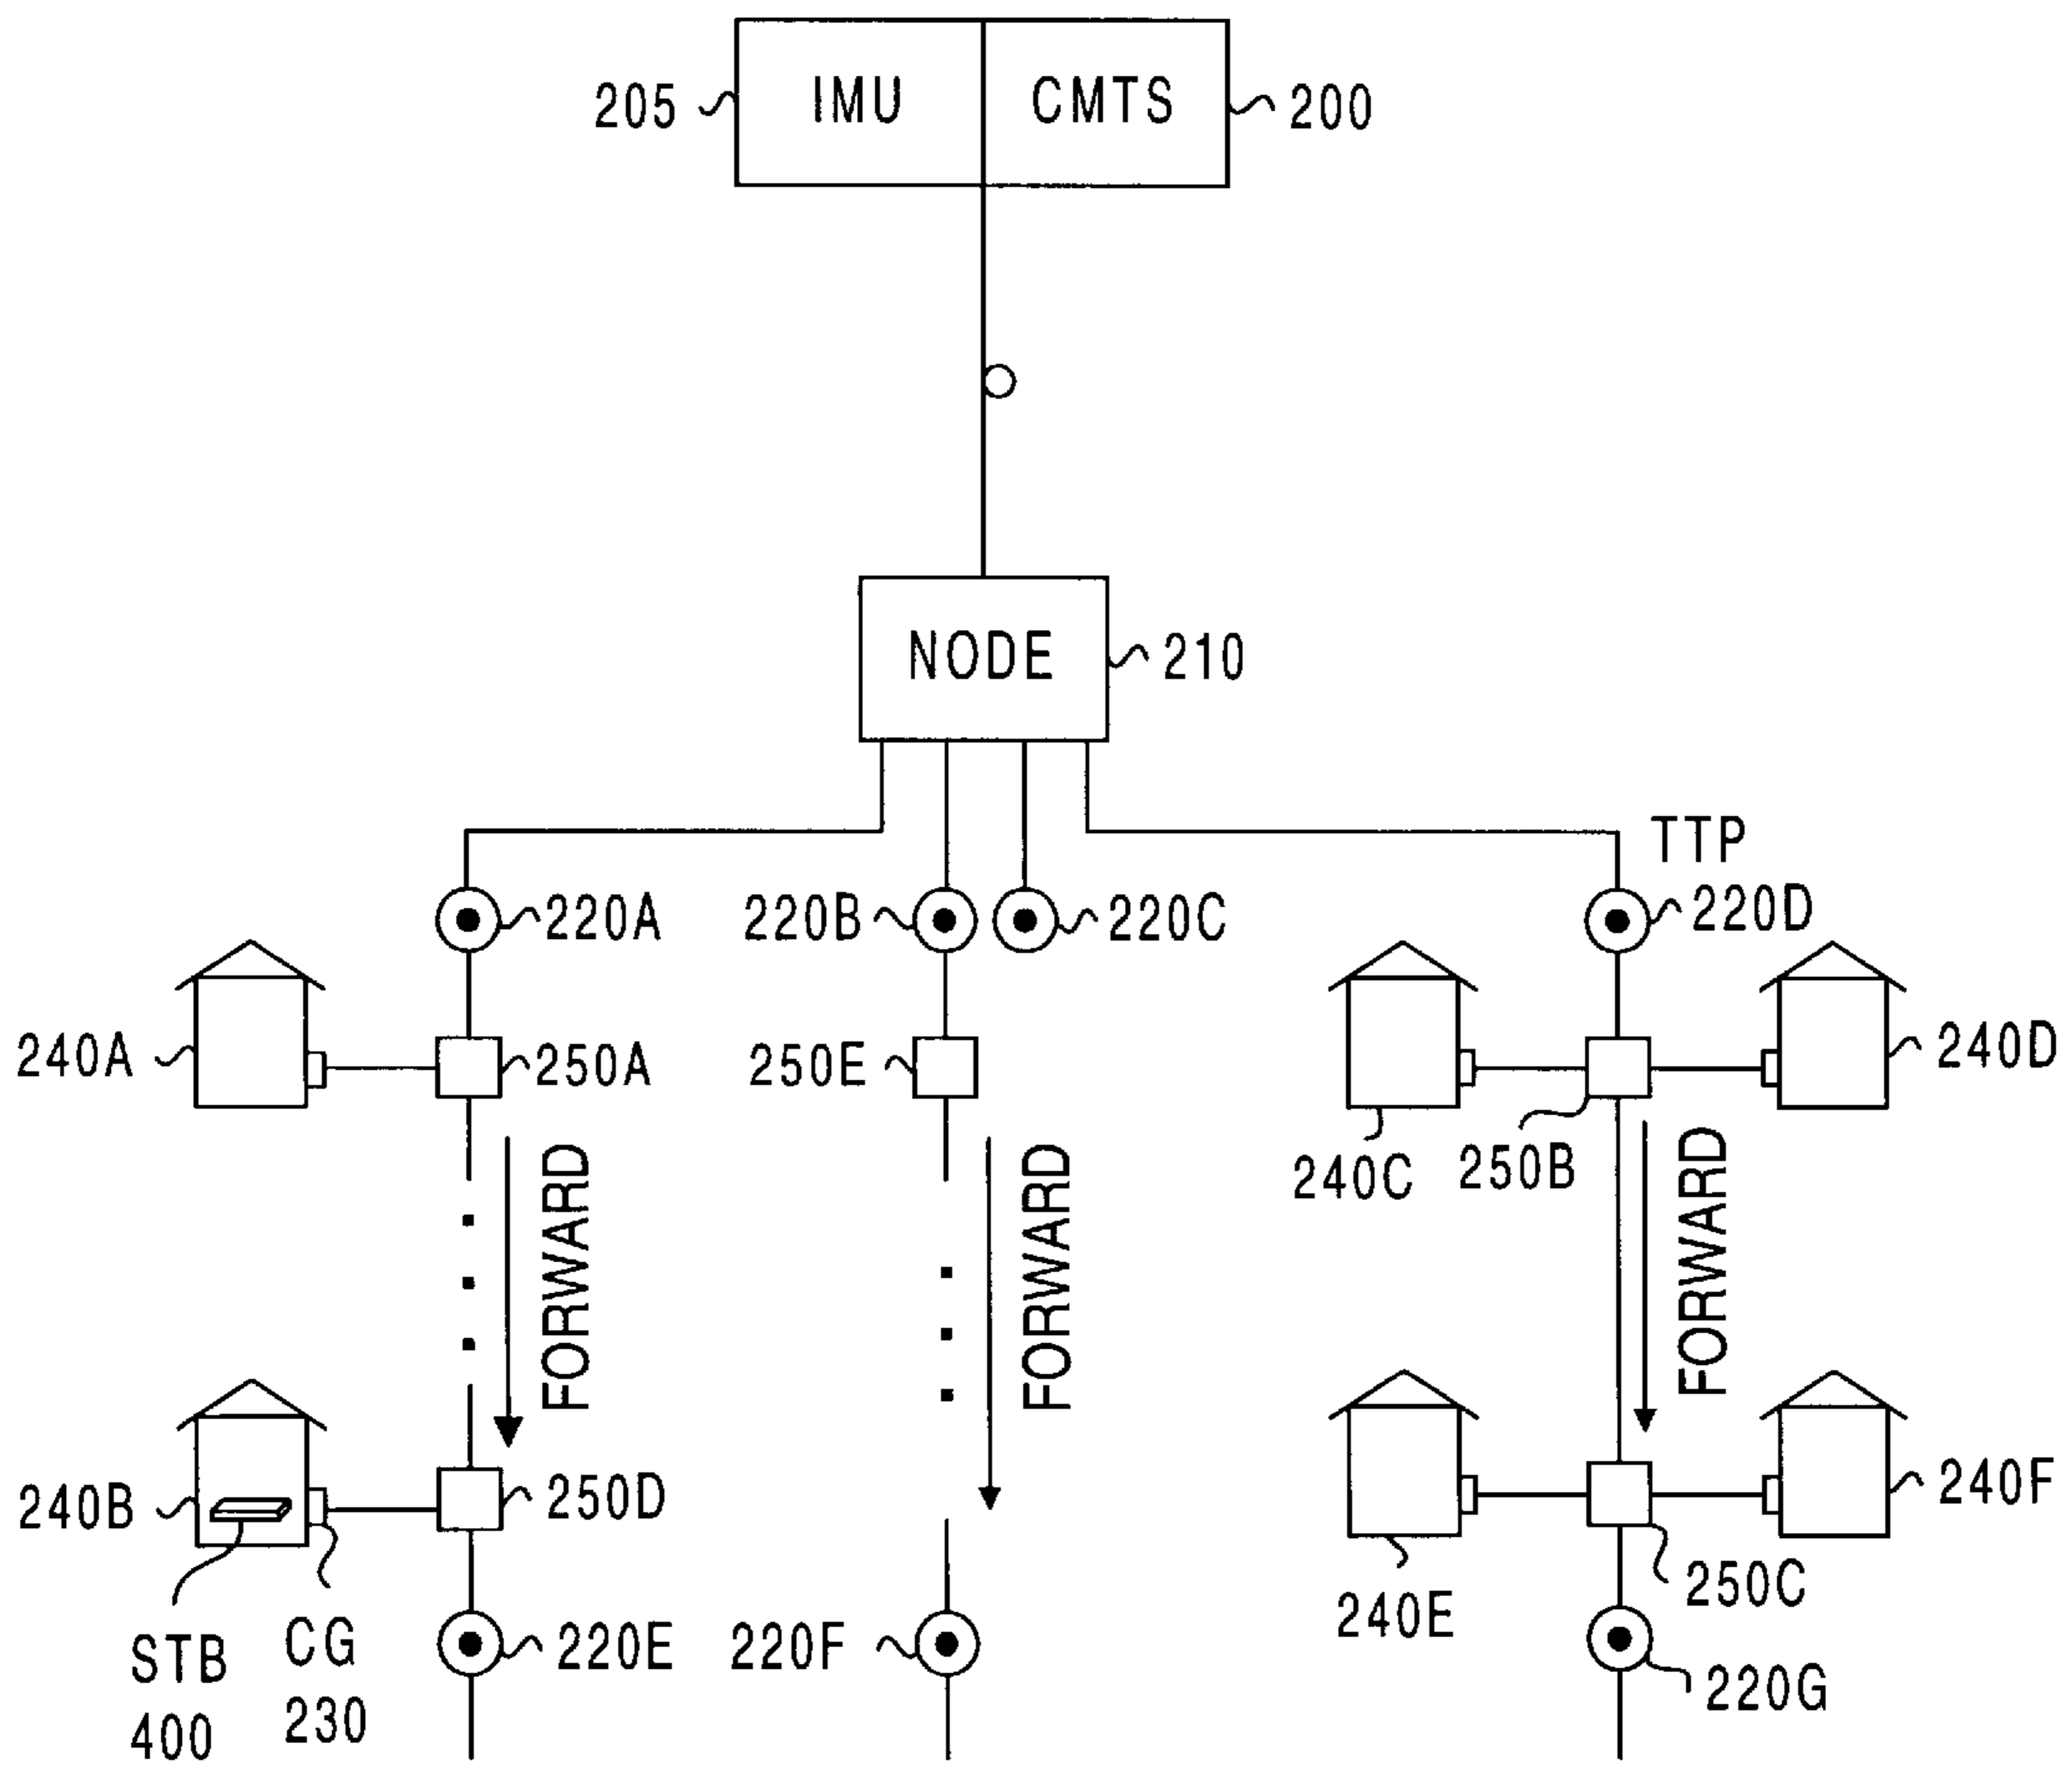 205
IMU
CMTS
200
NODE
210
TTP
220A
220B
220C
220D
240A
250A
250E
240D
240C
250B
FORWARD
FORWARD
FORWARD
240B
250D
240F
250C
240E
STB
400
CG
230
220E
220F
220G